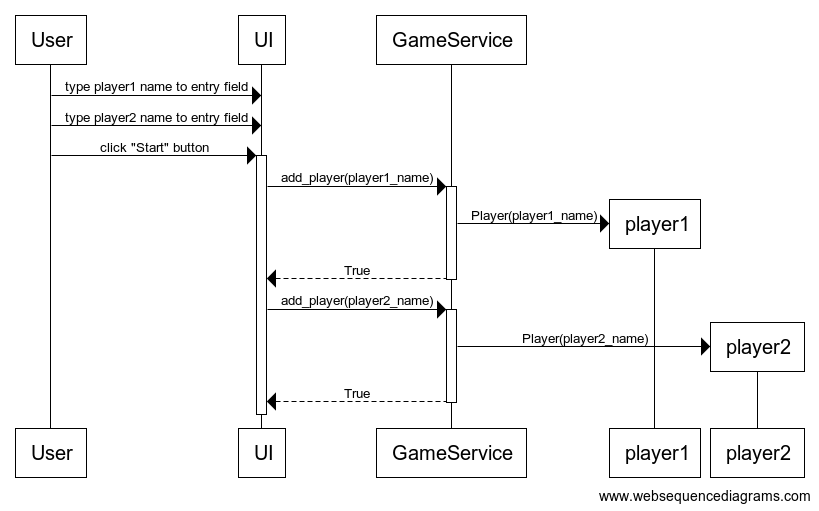 User
UI
GameService
type player1 name to entry field
type player2 name to entry field
click "Start" button
add_player(player1_name)
Player(player1_name)
player1
True
add_player(player2_name)
Player(player2_name)
player2
True
User
UI
GameService
player1
player2
www.websequencediagrams.com